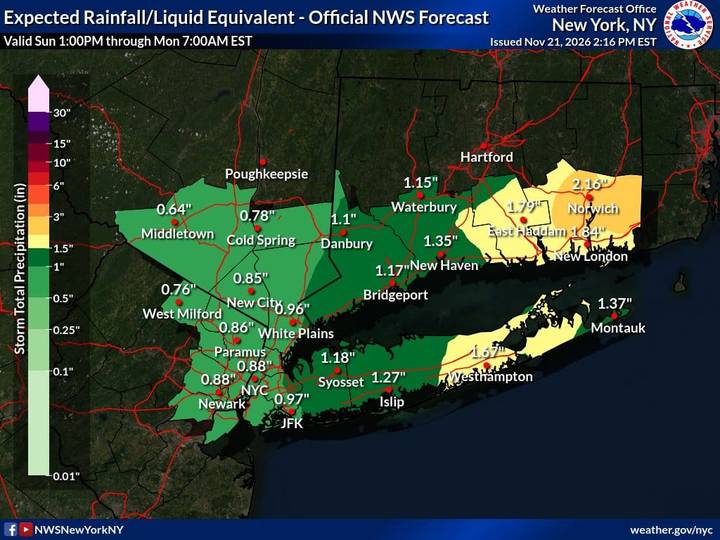 Expected Rainfall/Liquid Equivalent - Official NWS Forecast
Valid Sun 1:00PM through Mon 7:00AM EST
Weather Forecast Office
New York, NY
Issued Nov 21, 2026 2:16 PM EST
Storm Total Precipitation (in)
30"
15"
10"
6"
3"
2"
1.5"
1"
0.5"
0.25"
0.1"
0.01"
Hartford
Poughkeepsie
1.15"
Waterbury
2.16"
Norwich
1.79"
East Haddam
1.84"
New London
0.64"
Middletown
0.78"
Cold Spring
1.1"
Danbury
1.35"
New Haven
1.17"
Bridgeport
0.76"
West Milford
0.85"
New City
0.96"
White Plains
1.37"
Montauk
0.86"
Paramus
0.88"
NYC
0.88"
Newark
0.97"
JFK
1.18"
Syosset
1.27"
Islip
1.67"
Westhampton
NWSNewYorkNY
weather.gov/nyc